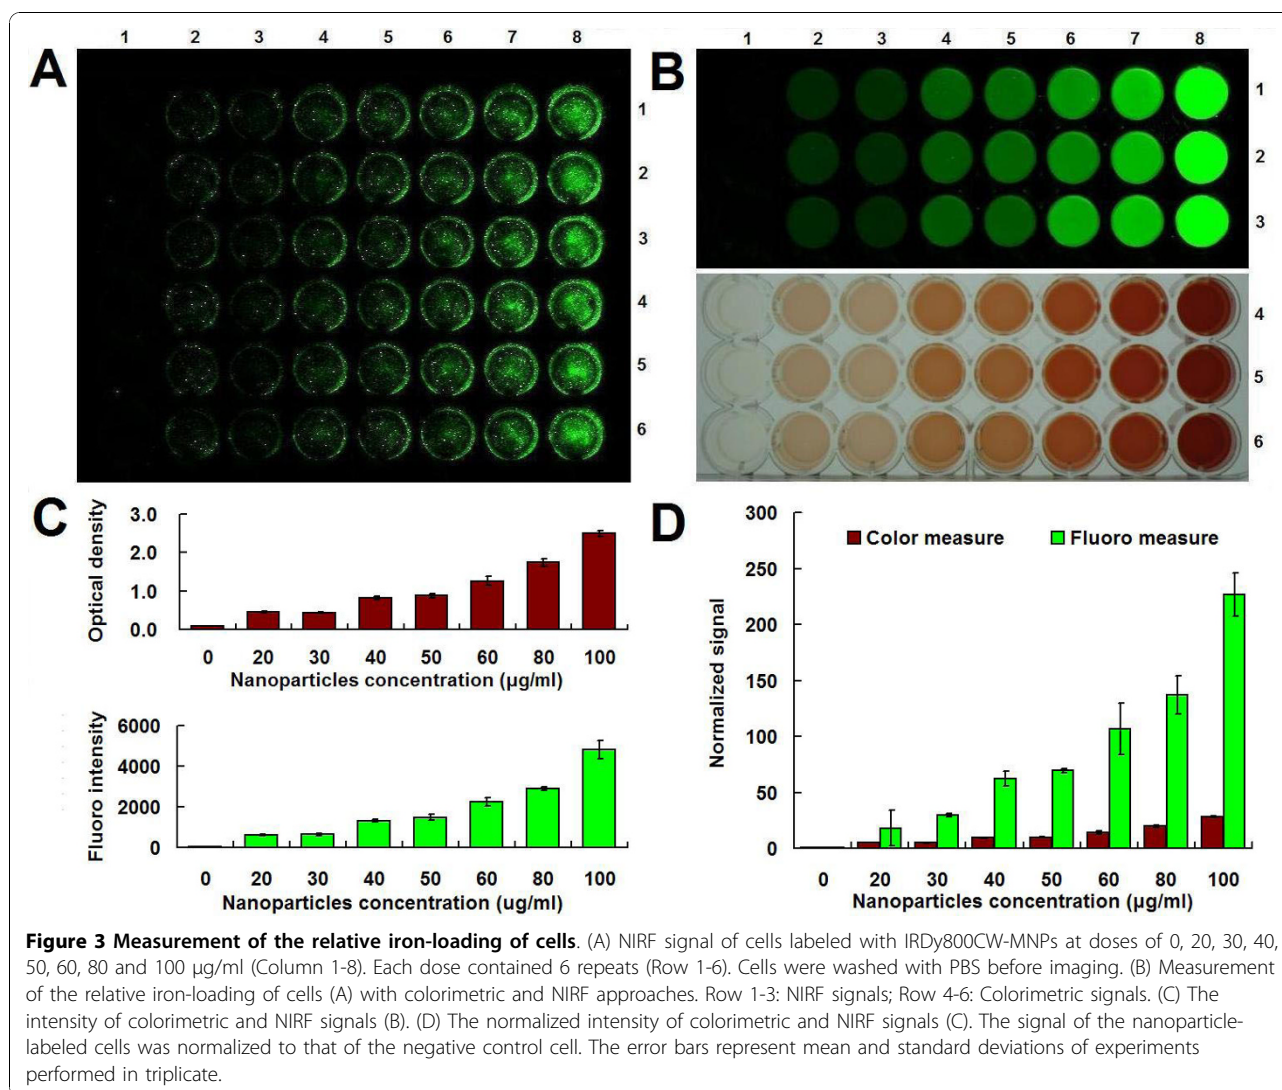 1 2 3 4 5 6 7 8
A
1
2
3
4
5
6
1 2 3 4 5 6 7 8
B
1
2
3
4
5
6
C
Optical density
3.0
2.0
1.0
0.0
0 20 30 40 50 60 80 100
Nanoparticles concentration (µg/ml)
Fluoro intensity
6000
4000
2000
0
0 20 30 40 50 60 80 100
Nanoparticles concentration (ug/ml)
D
Normalized signal
300
250
200
150
100
50
0
Color measure Fluoro measure
0 20 30 40 50 60 80 100
Nanoparticles concentration (µg/ml)
Figure 3 Measurement of the relative iron-loading of cells. (A) NIRF signal of cells labeled with IRDy800CW-MNPs at doses of 0, 20, 30, 40,
50, 60, 80 and 100 µg/ml (Column 1-8). Each dose contained 6 repeats (Row 1-6). Cells were washed with PBS before imaging. (B) Measurement
of the relative iron-loading of cells (A) with colorimetric and NIRF approaches. Row 1-3: NIRF signals; Row 4-6: Colorimetric signals. (C) The
intensity of colorimetric and NIRF signals (B). (D) The normalized intensity of colorimetric and NIRF signals (C). The signal of the nanoparticle-
labeled cells was normalized to that of the negative control cell. The error bars represent mean and standard deviations of experiments
performed in triplicate.